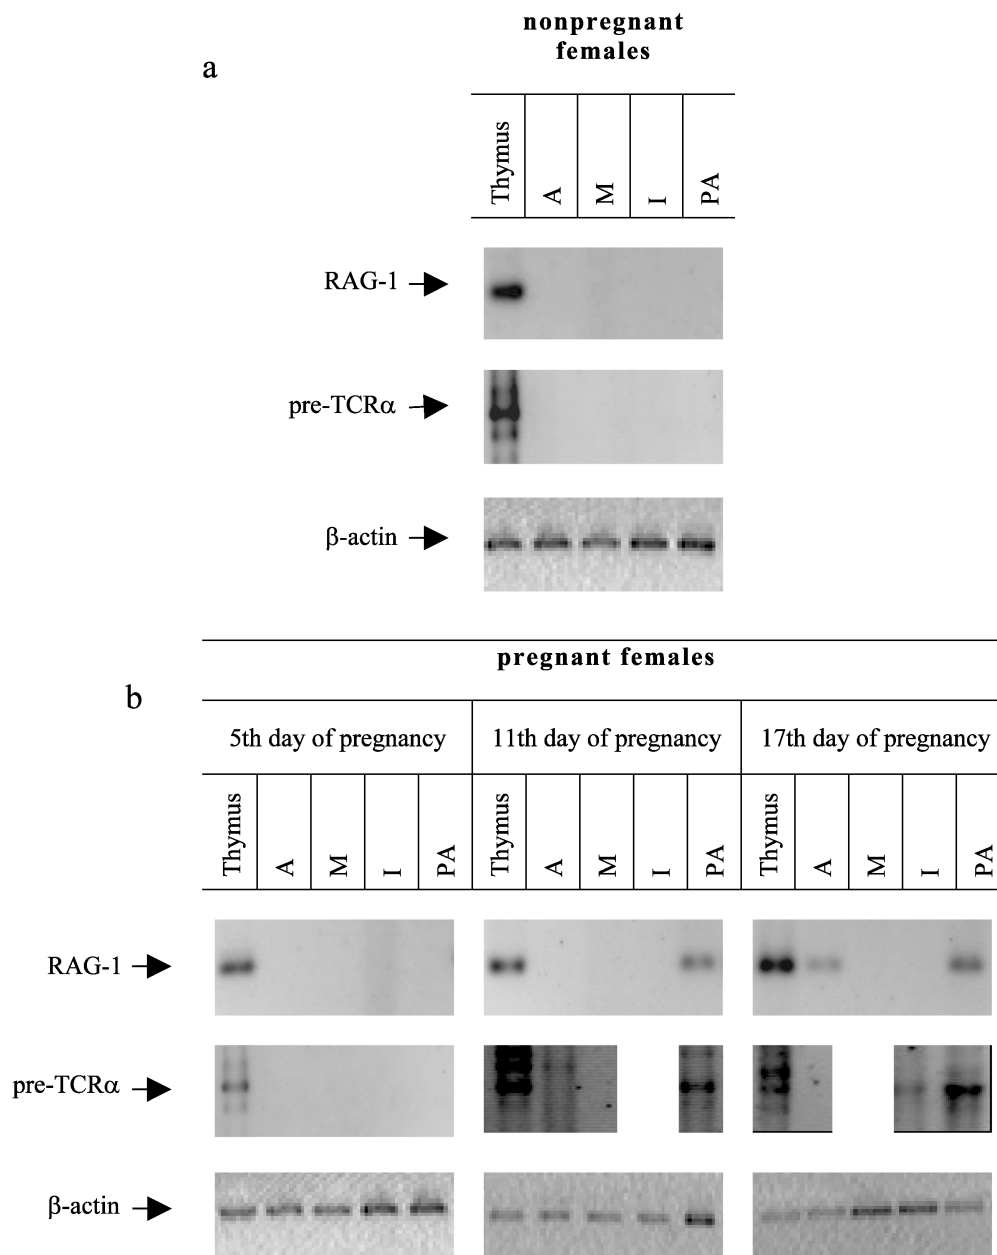 nonpregnant
females
a
Thymus A M I PA
RAG-1
pre-TCRα
β-actin
pregnant females
b
5th day of pregnancy 11th day of pregnancy 17th day of pregnancy
Thymus A M I PA Thymus A M I PA Thymus A M I PA
RAG-1
pre-TCRα
β-actin